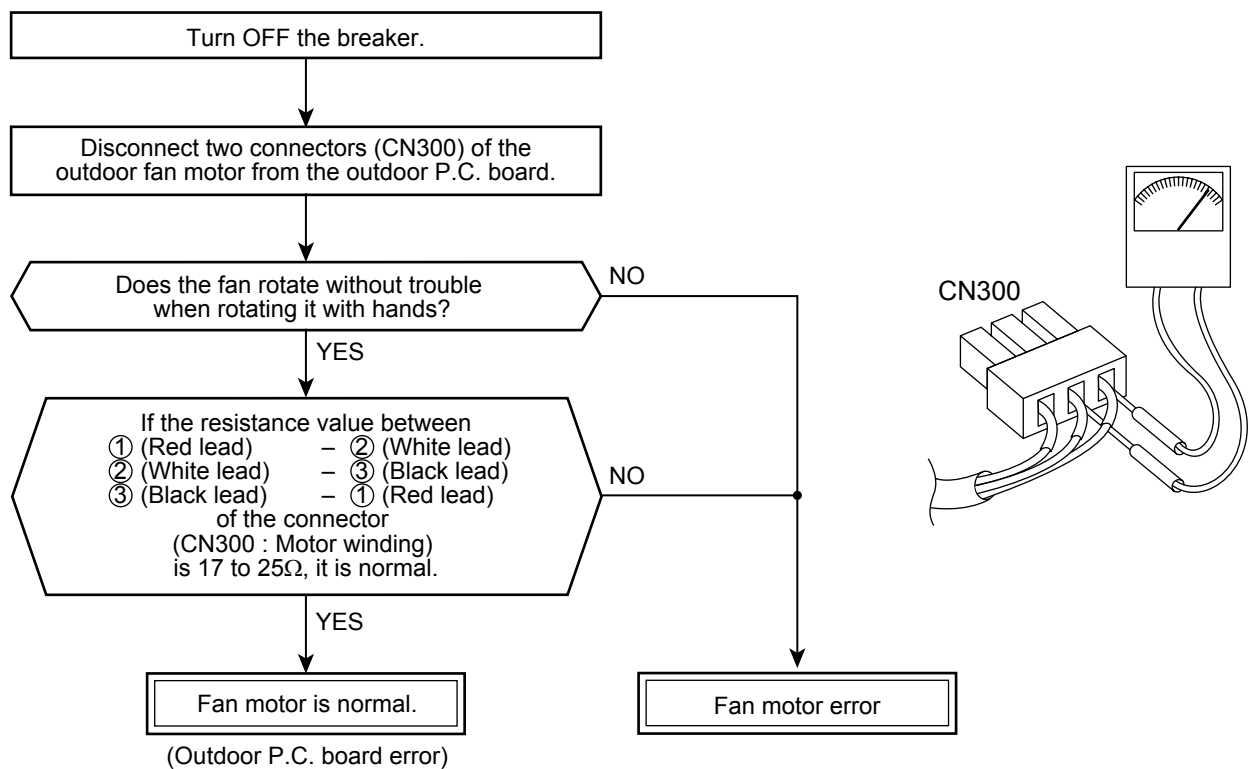 Turn OFF the breaker.
Disconnect two connectors (CN300) of the
outdoor fan motor from the outdoor P.C. board.
Does the fan rotate without trouble
when rotating it with hands?
NO
YES
If the resistance value between
① (Red lead) – ② (White lead)
② (White lead) – ③ (Black lead)
③ (Black lead) – ① (Red lead)
of the connector
(CN300 : Motor winding)
is 17 to 25Ω, it is normal.
NO
YES
Fan motor is normal.
(Outdoor P.C. board error)
Fan motor error
CN300